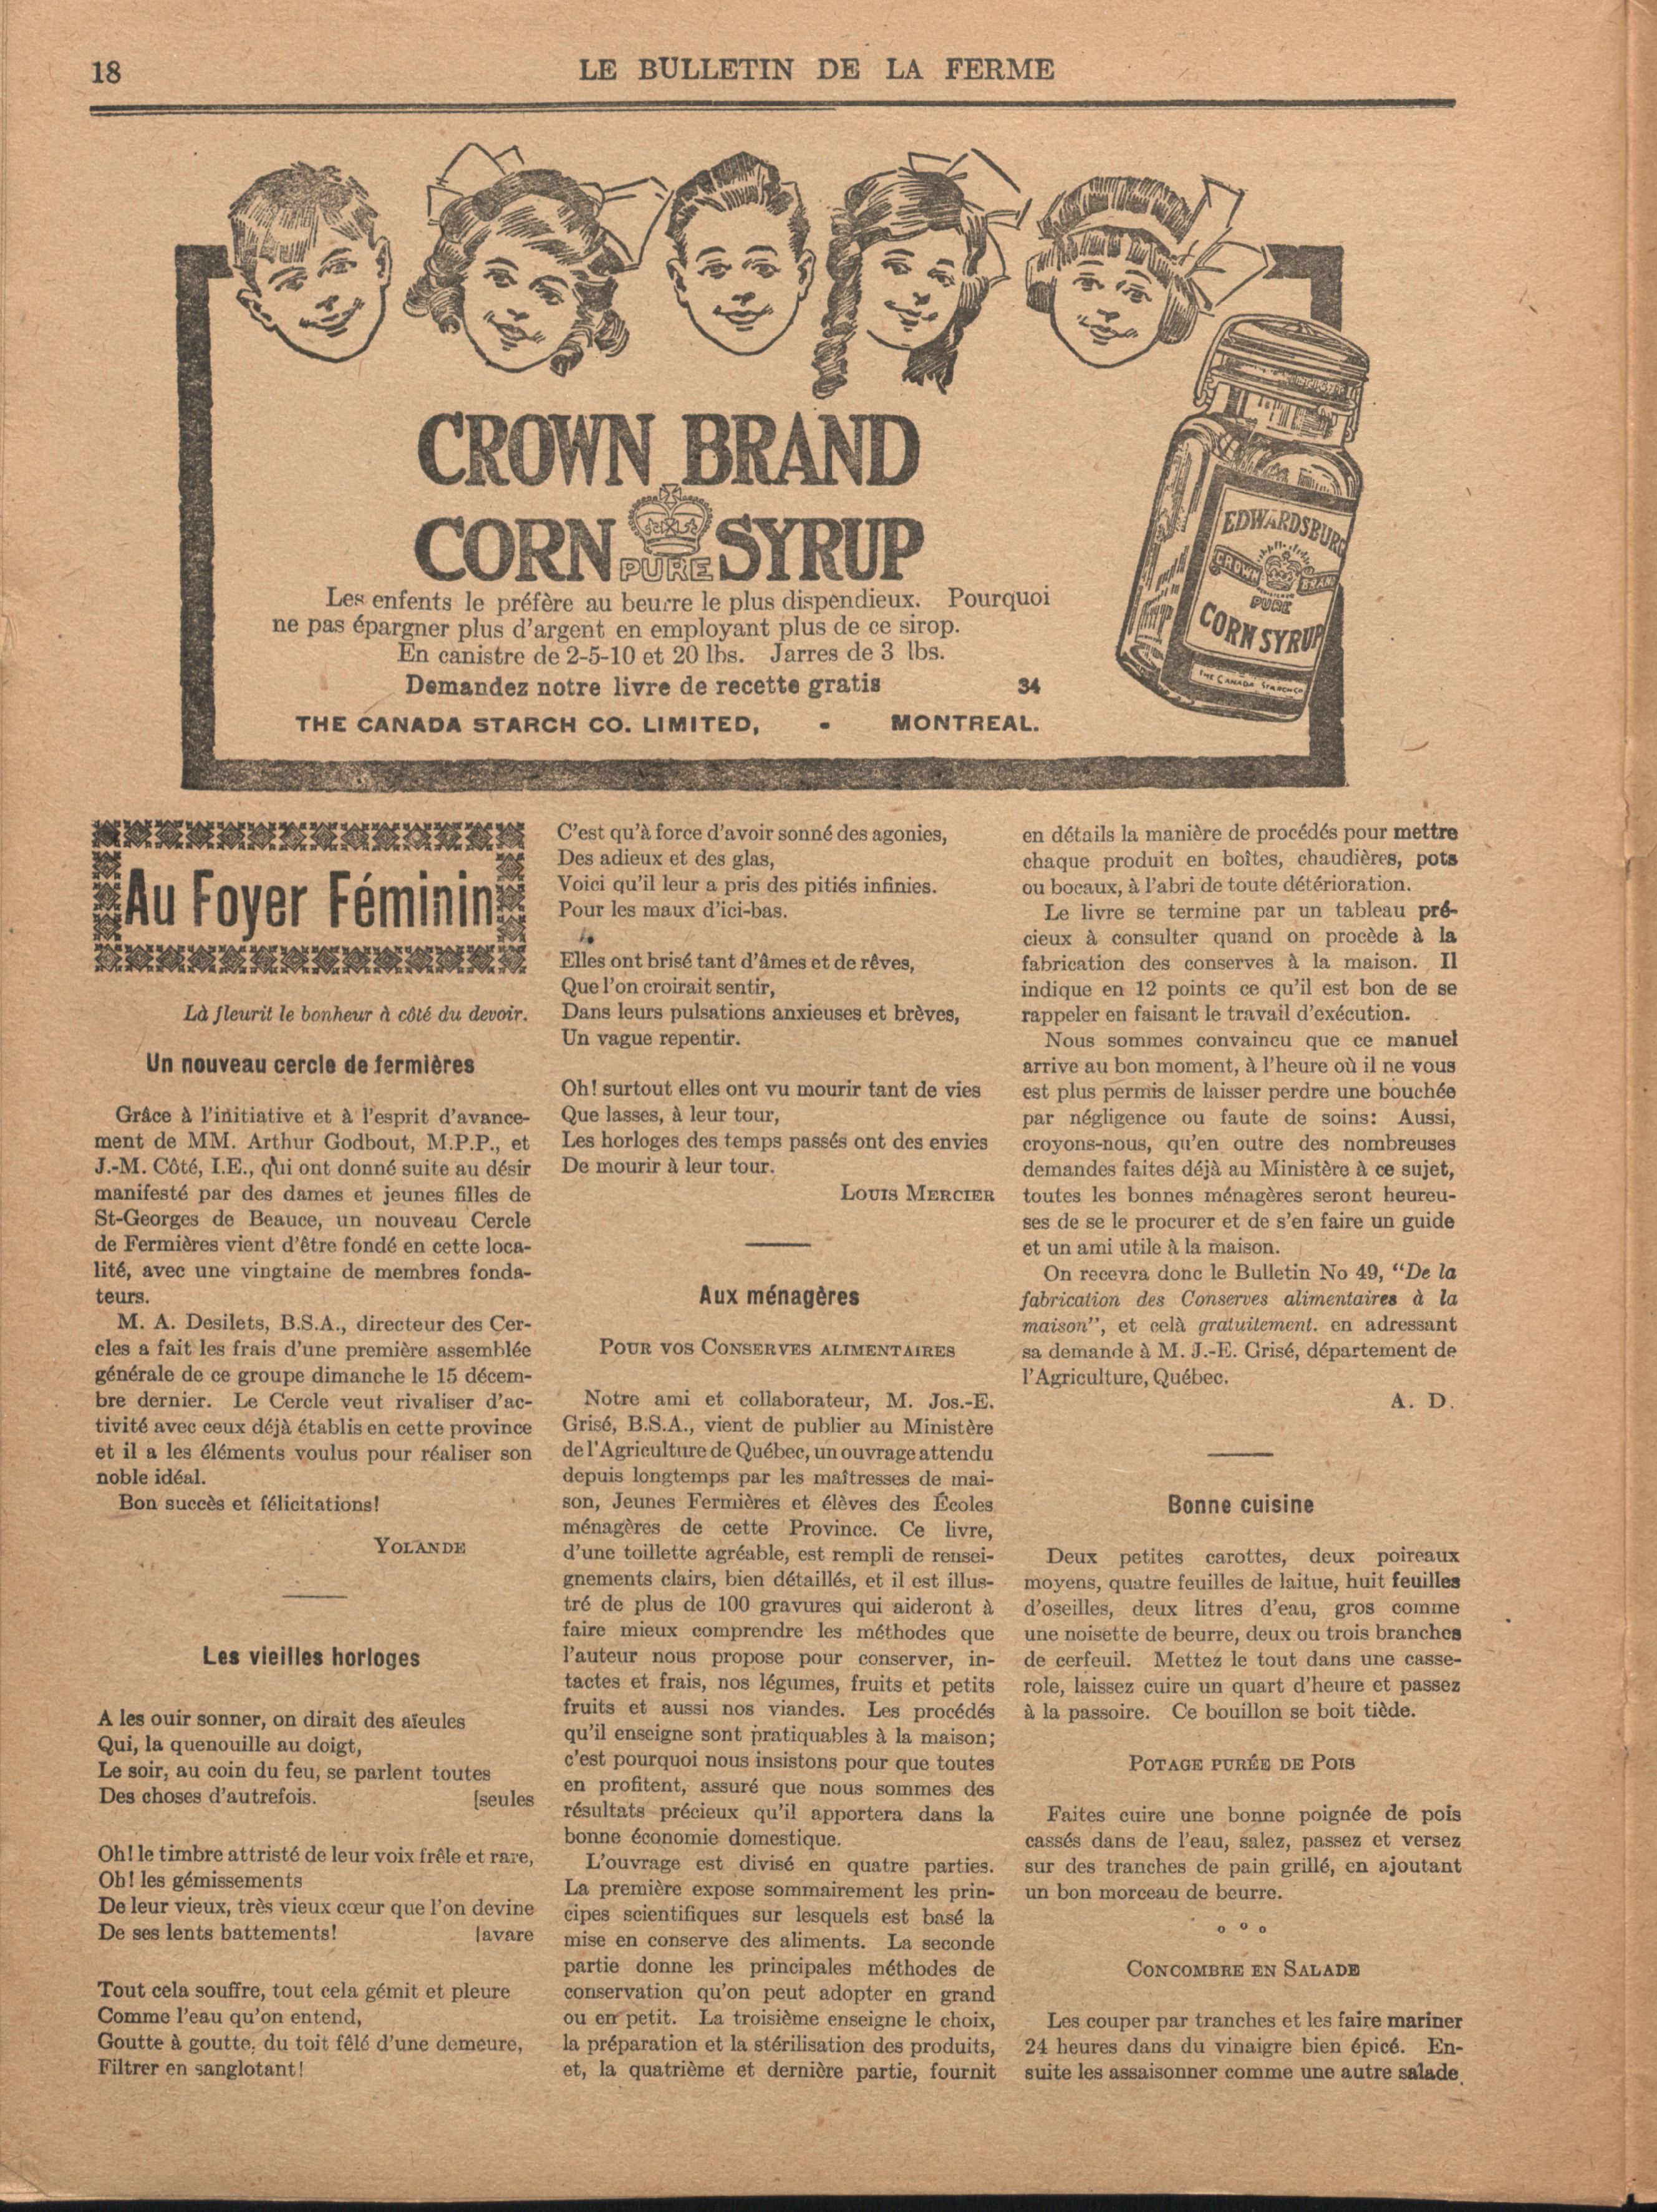 18
LE BULLETIN DE LA FERME
CROWN BRAND
CORN PURE SYRUP
EDWARDSBURG
CROWN BRAND
PURE
CORN SYRUP
THE CANADA STARCH CO
Les enfents le préfère au beurre le plus dispendieux. Pourquoi
ne pas épargner plus d'argent en employant plus de ce sirop.
En canistre de 2-5-10 et 20 lbs. Jarres de 3 lbs.
Demandez notre livre de recette gratis 34
THE CANADA STARCH CO. LIMITED, - MONTREAL.
Au Foyer Féminin
Là fleurit le bonheur à côté du devoir.
Un nouveau cercle de fermières
Grâce à l'initiative et à l'esprit d'avance-
ment de MM. Arthur Godbout, M.P.P., et
J.-M. Côté, I.E., qui ont donné suite au désir
manifesté par des dames et jeunes filles de
St-Georges de Beauce, un nouveau Cercle
de Fermières vient d'être fondé en cette loca-
lité, avec une vingtaine de membres fonda-
teurs.
M. A. Desilets, B.S.A., directeur des Cer-
cles a fait les frais d'une première assemblée
générale de ce groupe dimanche le 15 décem-
bre dernier. Le Cercle veut rivaliser d'ac-
tivité avec ceux déjà établis en cette province
et il a les éléments voulus pour réaliser son
noble idéal.
Bon succès et félicitations!
YOLANDE
Les vieilles horloges
A les ouir sonner, on dirait des aïeules
Qui, la quenouille au doigt,
Le soir, au coin du feu, se parlent toutes
Des choses d'autrefois. [seules
Oh! le timbre attristé de leur voix frêle et rare,
Oh! les gémissements
De leur vieux, très vieux cœur que l'on devine
De ses lents battements! [avare
Tout cela souffre, tout cela gémit et pleure
Comme l'eau qu'on entend,
Goutte à goutte, du toit fêlé d'une demeure,
Filtrer en sanglotant!
C'est qu'à force d'avoir sonné des agonies,
Des adieux et des glas,
Voici qu'il leur a pris des pitiés infinies.
Pour les maux d'ici-bas.
Elles ont brisé tant d'âmes et de rêves,
Que l'on croirait sentir,
Dans leurs pulsations anxieuses et brèves,
Un vague repentir.
Oh! surtout elles ont vu mourir tant de vies
Que lasses, à leur tour,
Les horloges des temps passés ont des envies
De mourir à leur tour.
LOUIS MERCIER
Aux ménagères
POUR VOS CONSERVES ALIMENTAIRES
Notre ami et collaborateur, M. Jos.-E.
Grisé, B.S.A., vient de publier au Ministère
de l'Agriculture de Québec, un ouvrage attendu
depuis longtemps par les maîtresses de mai-
son, Jeunes Fermières et élèves des Écoles
ménagères de cette Province. Ce livre,
d'une toillette agréable, est rempli de rensei-
gnements clairs, bien détaillés, et il est illus-
tré de plus de 100 gravures qui aideront à
faire mieux comprendre les méthodes que
l'auteur nous propose pour conserver, in-
tactes et frais, nos légumes, fruits et petits
fruits et aussi nos viandes. Les procédés
qu'il enseigne sont pratiquables à la maison;
c'est pourquoi nous insistons pour que toutes
en profitent, assuré que nous sommes des
résultats précieux qu'il apportera dans la
bonne économie domestique.
L'ouvrage est divisé en quatre parties.
La première expose sommairement les prin-
cipes scientifiques sur lesquels est basé la
mise en conserve des aliments. La seconde
partie donne les principales méthodes de
conservation qu'on peut adopter en grand
ou en petit. La troisième enseigne le choix,
la préparation et la stérilisation des produits,
et, la quatrième et dernière partie, fournit
en détails la manière de procédés pour mettre
chaque produit en boîtes, chaudières, pots
ou bocaux, à l'abri de toute détérioration.
Le livre se termine par un tableau pré-
cieux à consulter quand on procède à la
fabrication des conserves à la maison. Il
indique en 12 points ce qu'il est bon de se
rappeler en faisant le travail d'exécution.
Nous sommes convaincu que ce manuel
arrive au bon moment, à l'heure où il ne vous
est plus permis de laisser perdre une bouchée
par négligence ou faute de soins: Aussi,
croyons-nous, qu'en outre des nombreuses
demandes faites déjà au Ministère à ce sujet,
toutes les bonnes ménagères seront heureu-
ses de se le procurer et de s'en faire un guide
et un ami utile à la maison.
On recevra donc le Bulletin No 49, "De la
fabrication des Conserves alimentaires à la
maison", et celà gratuitement. en adressant
sa demande à M. J.-E. Grisé, département de
l'Agriculture, Québec.
A. D.
Bonne cuisine
Deux petites carottes, deux poireaux
moyens, quatre feuilles de laitue, huit feuilles
d'oseilles, deux litres d'eau, gros comme
une noisette de beurre, deux ou trois branches
de cerfeuil. Mettez le tout dans une casse-
role, laissez cuire un quart d'heure et passez
à la passoire. Ce bouillon se boit tiède.
POTAGE PURÉE DE POIS
Faites cuire une bonne poignée de pois
cassés dans de l'eau, salez, passez et versez
sur des tranches de pain grillé, en ajoutant
un bon morceau de beurre.
o o o
CONCOMBRE EN SALADE
Les couper par tranches et les faire mariner
24 heures dans du vinaigre bien épicé. En-
suite les assaisonner comme une autre salade.